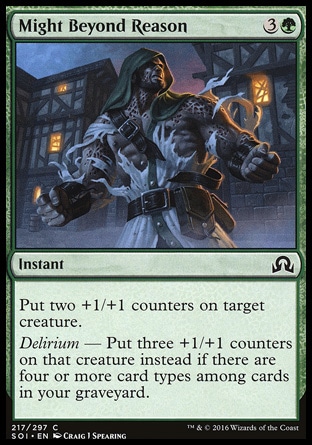 Might Beyond Reason 3
Instant
Put two +1/+1 counters on target
creature.
Delirium — Put three +1/+1 counters
on that creature instead if there are
four or more card types among cards
in your graveyard.
217/297 C
SOI • EN Craig J Spearing
™ & © 2016 Wizards of the Coast